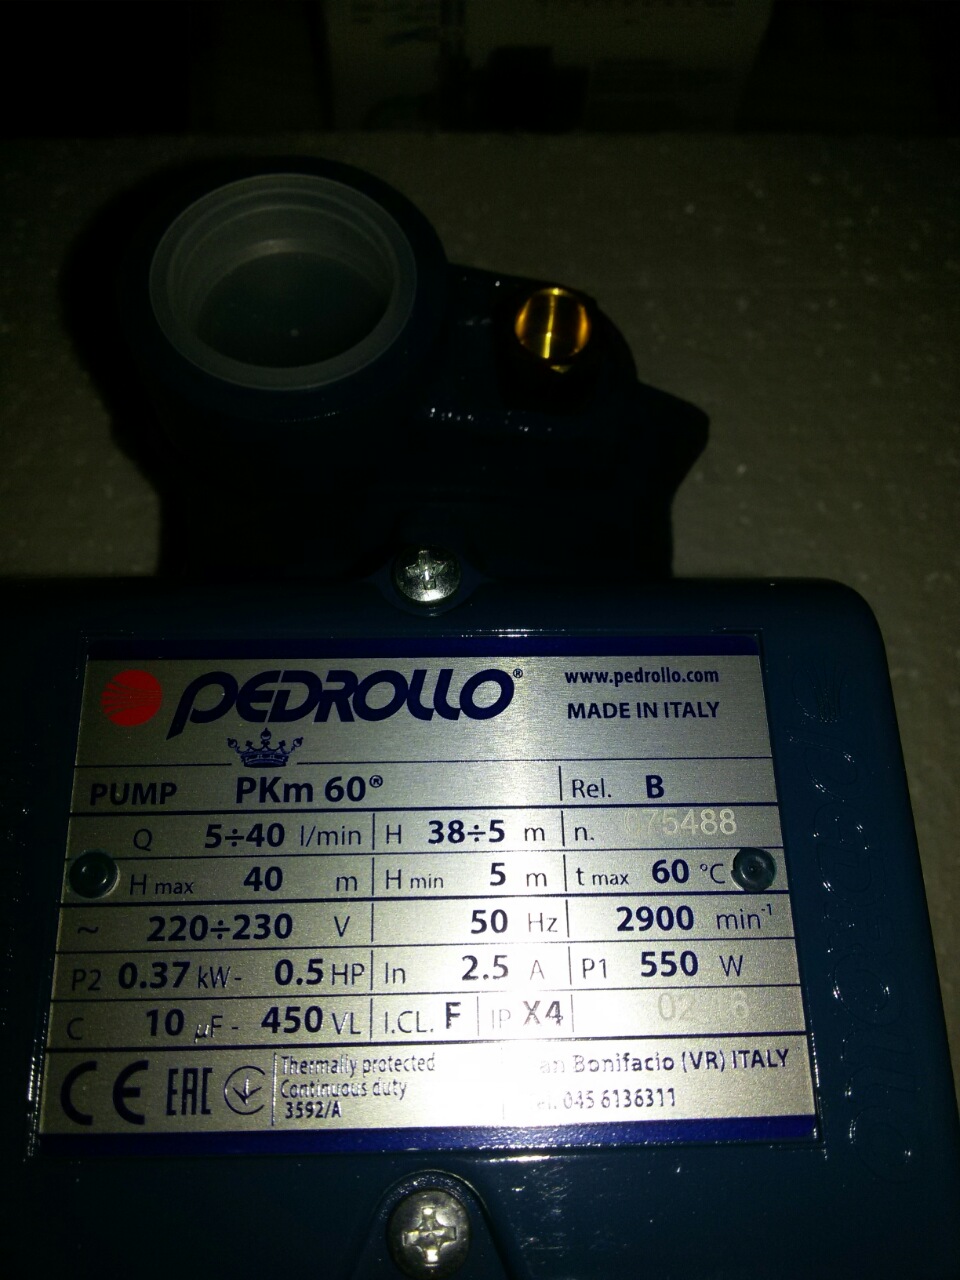 PEDROLLO®
www.pedrollo.com
MADE IN ITALY
PUMP PKm 60® Rel. B
Q 5÷40 l/min H 38÷5 m n. 075488
H max 40 m H min 5 m t max 60 °C
~ 220÷230 V 50 Hz 2900 min-1
P2 0.37 kW- 0.5 HP In 2.5 A P1 550 W
C 10 µF - 450 VL I.CL. F IP X4
CE EAC Thermally protected
Continuous duty
3592/A
Bonifacio (VR) ITALY
045 6136311